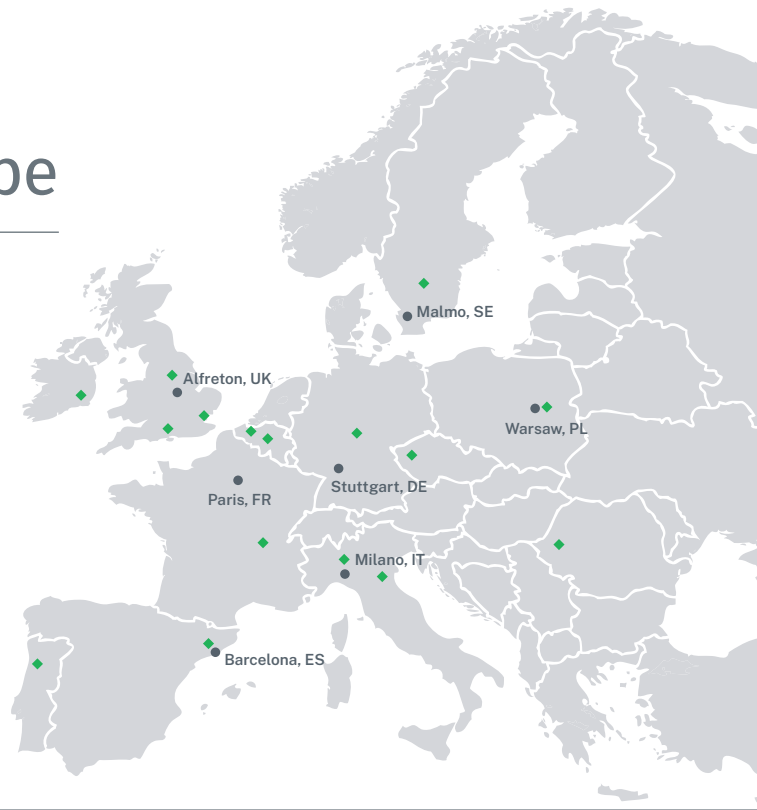 pe
Malmo, SE
Alfreton, UK
Warsaw, PL
Stuttgart, DE
Paris, FR
Milano, IT
Barcelona, ES